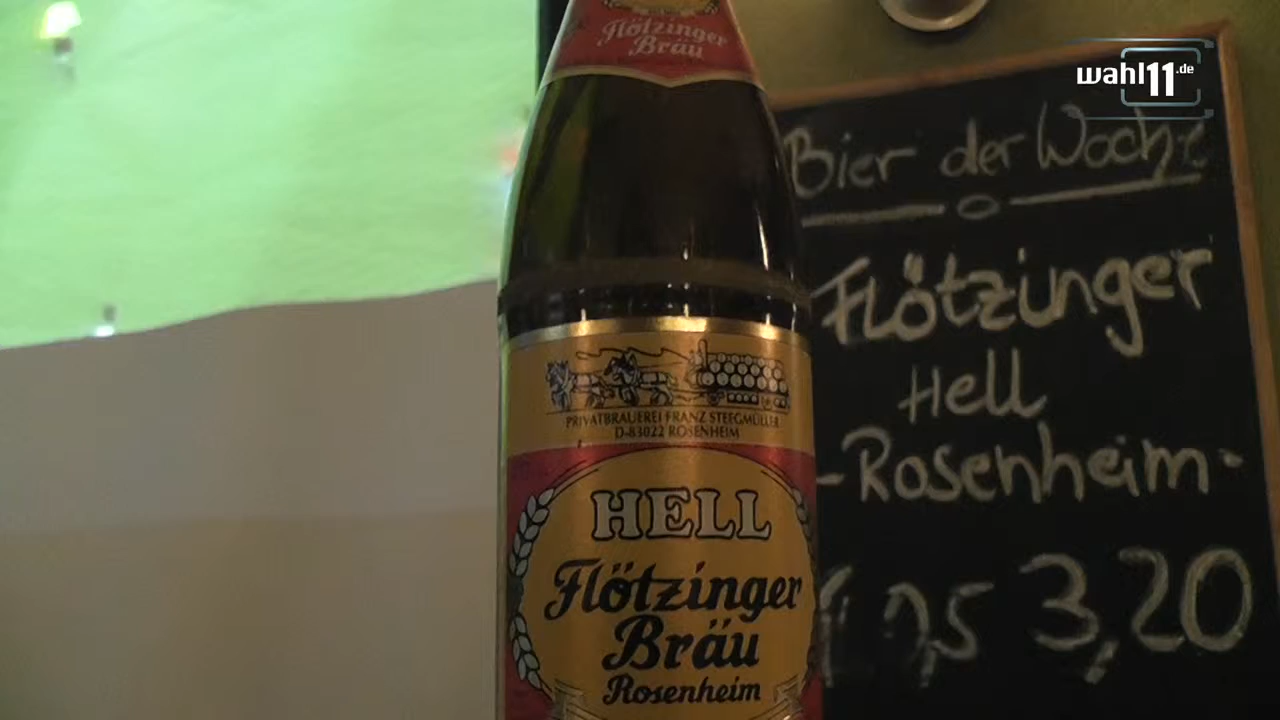 Flötzinger
Bräu
PRIVATBRAUEREI FRANZ STEEGMÜLLER
D-83022 ROSENHEIM
HELL
Flötzinger
Bräu
Rosenheim
wahl11.de
Bier der Woche
Flötzinger
Hell
-Rosenheim-
0,5 3,20